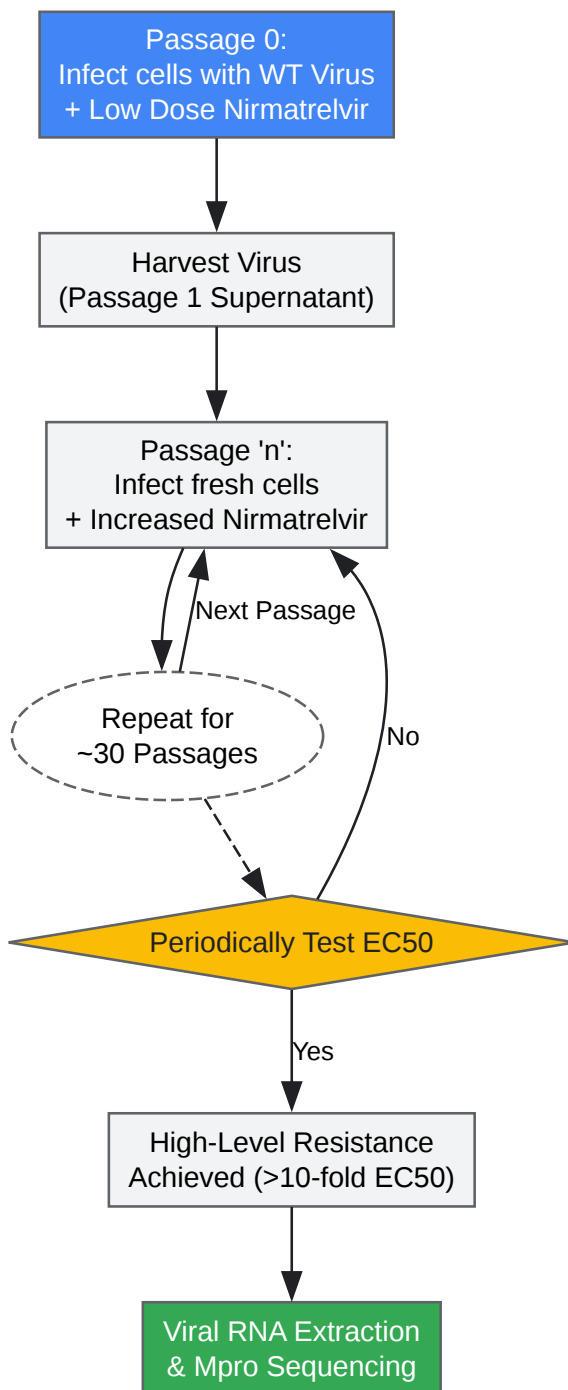 Passage 0:
Infect cells with WT Virus
+ Low Dose Nirmatrelvir
Harvest Virus
(Passage 1 Supernatant)
Passage 'n':
Infect fresh cells
+ Increased Nirmatrelvir
Next Passage
Repeat for
~30 Passages
No
Periodically Test EC50
Yes
High-Level Resistance
Achieved (>10-fold EC50)
Viral RNA Extraction
& Mpro Sequencing